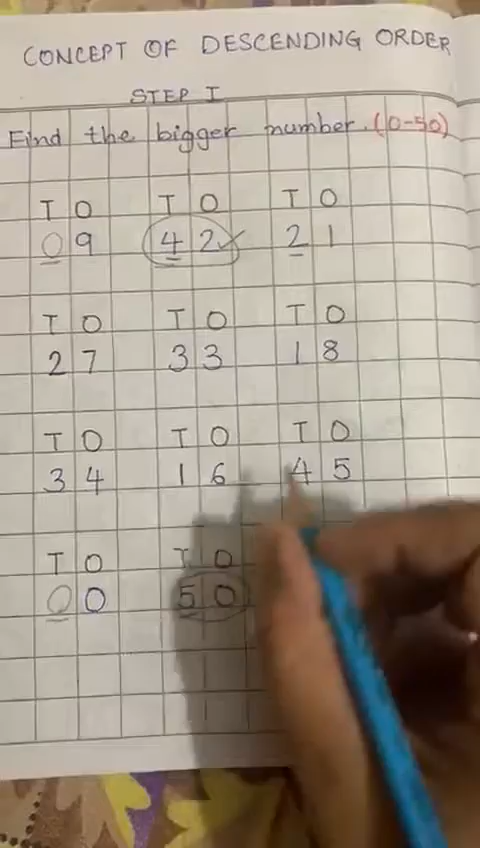 CONCEPT OF DESCENDING ORDER
STEP I
Find the bigger number. (0-50)
T O T O T O
0 9 4 2 ✓ 2 1
T O T O T O
2 7 3 3 1 8
T O T O T O
3 4 1 6 4 5
T O T O
0 0 5 0